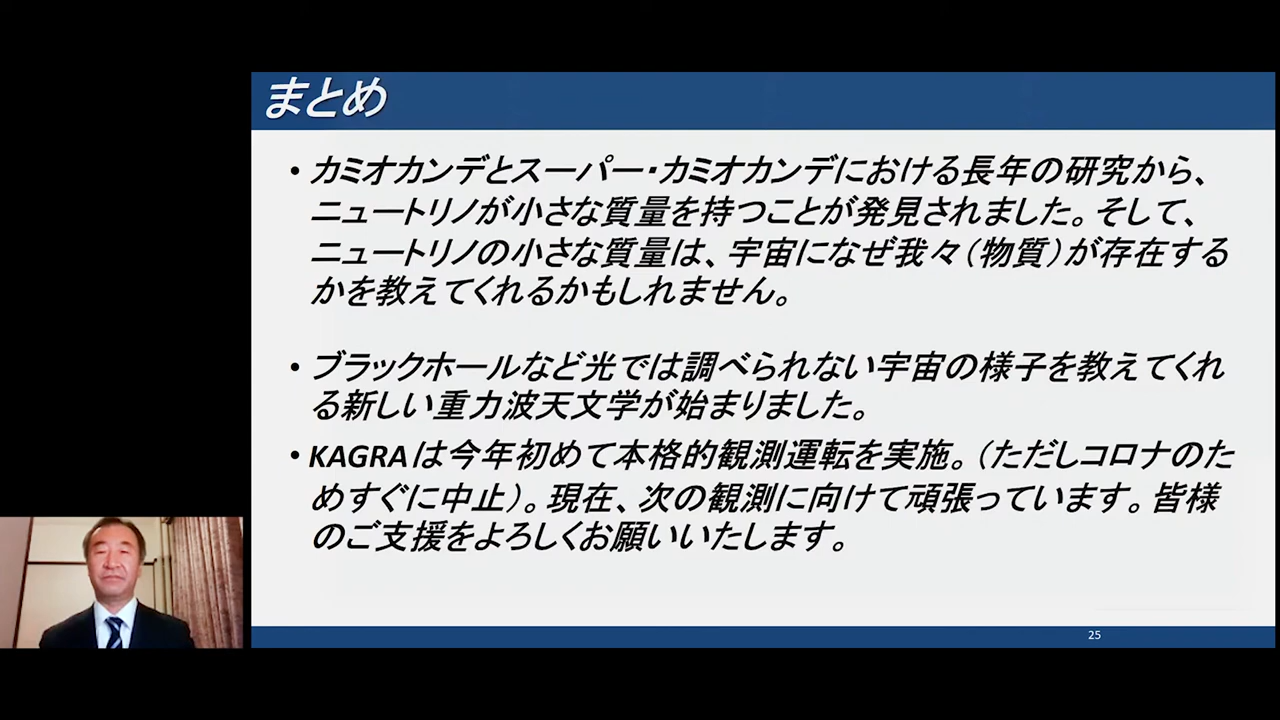 まとめ
• カミオカンデとスーパー・カミオカンデにおける長年の研究から、
ニュートリノが小さな質量を持つことが発見されました。そして、
ニュートリノの小さな質量は、宇宙になぜ我々（物質）が存在する
かを教えてくれるかもしれません。
• ブラックホールなど光では調べられない宇宙の様子を教えてくれ
る新しい重力波天文学が始まりました。
• KAGRAは今年初めて本格的観測運転を実施。（ただしコロナのた
めすぐに中止）。現在、次の観測に向けて頑張っています。皆様
のご支援をよろしくお願いいたします。
25